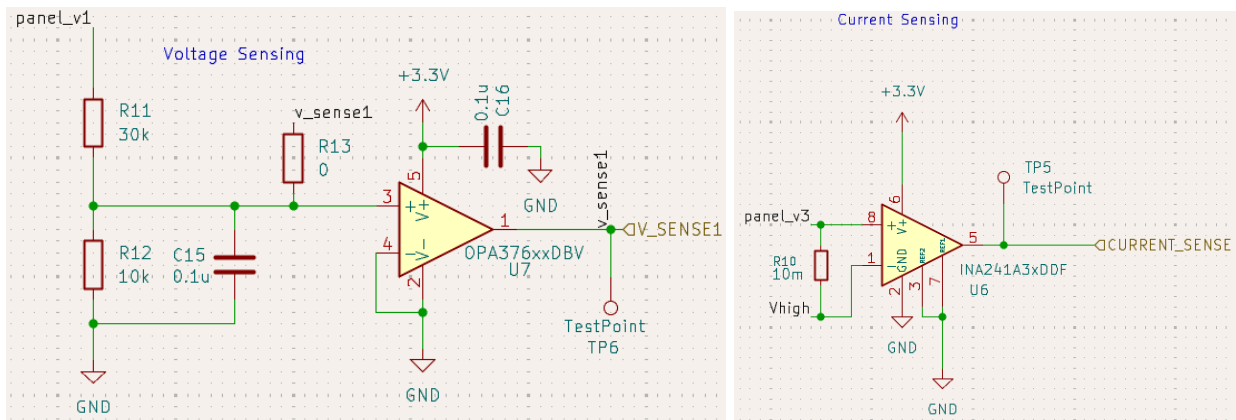 panel_v1
Voltage Sensing
R11
30k
v_sense1
R13
0
+3.3V
0.1u
C16
GND
3
+
V+
5
4
-
V-
2
1
OPA376xxDBV
U7
v_sense1
V_SENSE1
R12
10k
C15
0.1u
TestPoint
TP6
GND
GND
Current Sensing
+3.3V
TP5
TestPoint
panel_v3
8
+
V+
6
R10
10m
1
-
GND
REF2
REF1
5
CURRENT_SENSE
INA241A3xDDF
U6
Vhigh
2
3
7
GND
GND